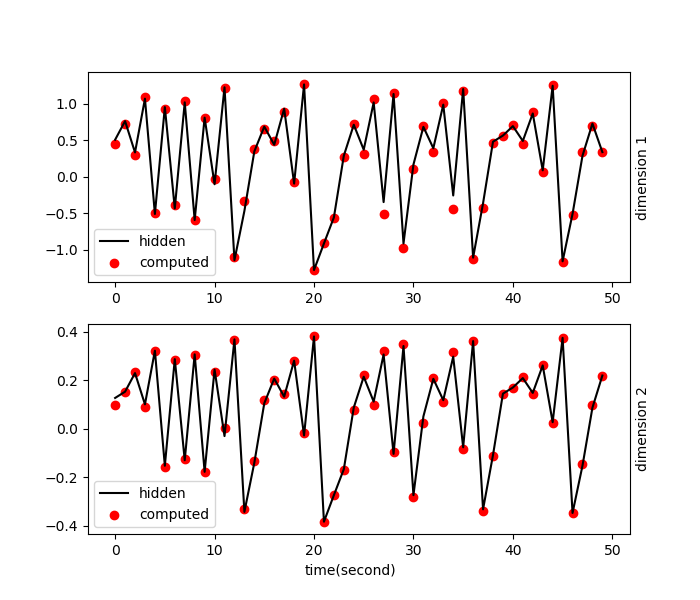 1.0
0.5
0.0
−0.5
−1.0
hidden
computed
0 10 20 30 40 50
dimension 1
0.4
0.2
0.0
−0.2
−0.4
hidden
computed
0 10 20 30 40 50
time(second)
dimension 2